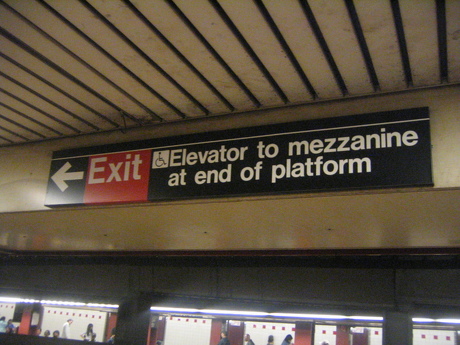 Exit Elevator to mezzanine
at end of platform